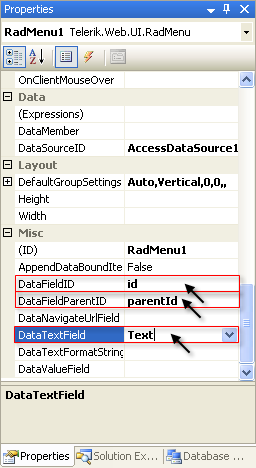 Properties
RadMenu1 Telerik.Web.UI.RadMenu
OnClientMouseOver
Data
(Expressions)
DataMember
DataSourceID AccessDataSource1
Layout
DefaultGroupSettings Auto,Vertical,0,0,,
Height
Width
Misc
(ID) RadMenu1
AppendDataBoundIte False
DataFieldID id
DataFieldParentID parentId
DataNavigateUrlField
DataTextField Text
DataTextFormatString
DataValueField
DataTextField
Properties Solution Ex... Database ...